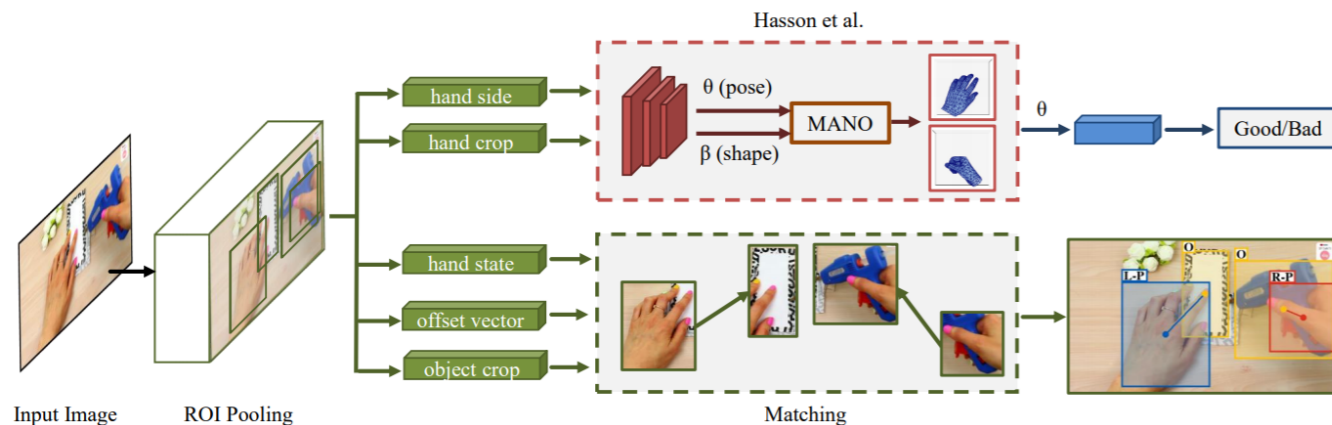 Hasson et al.
hand side
hand crop
θ (pose)
β (shape)
MANO
θ
Good/Bad
hand state
offset vector
object crop
L-P
O
O
R-P
Input Image
ROI Pooling
Matching